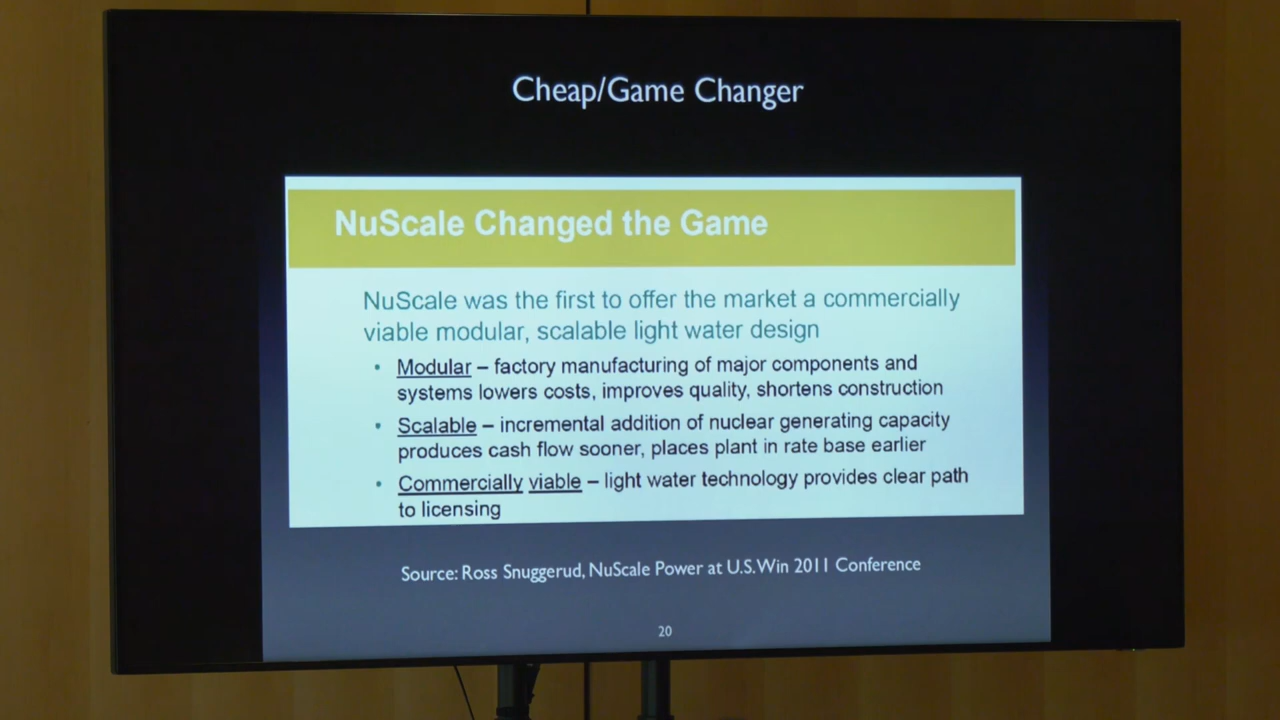 Cheap/Game Changer
NuScale Changed the Game
NuScale was the first to offer the market a commercially
viable modular, scalable light water design
• Modular – factory manufacturing of major components and
systems lowers costs, improves quality, shortens construction
• Scalable – incremental addition of nuclear generating capacity
produces cash flow sooner, places plant in rate base earlier
• Commercially viable – light water technology provides clear path
to licensing
Source: Ross Snuggerud, NuScale Power at U.S.Win 2011 Conference
20